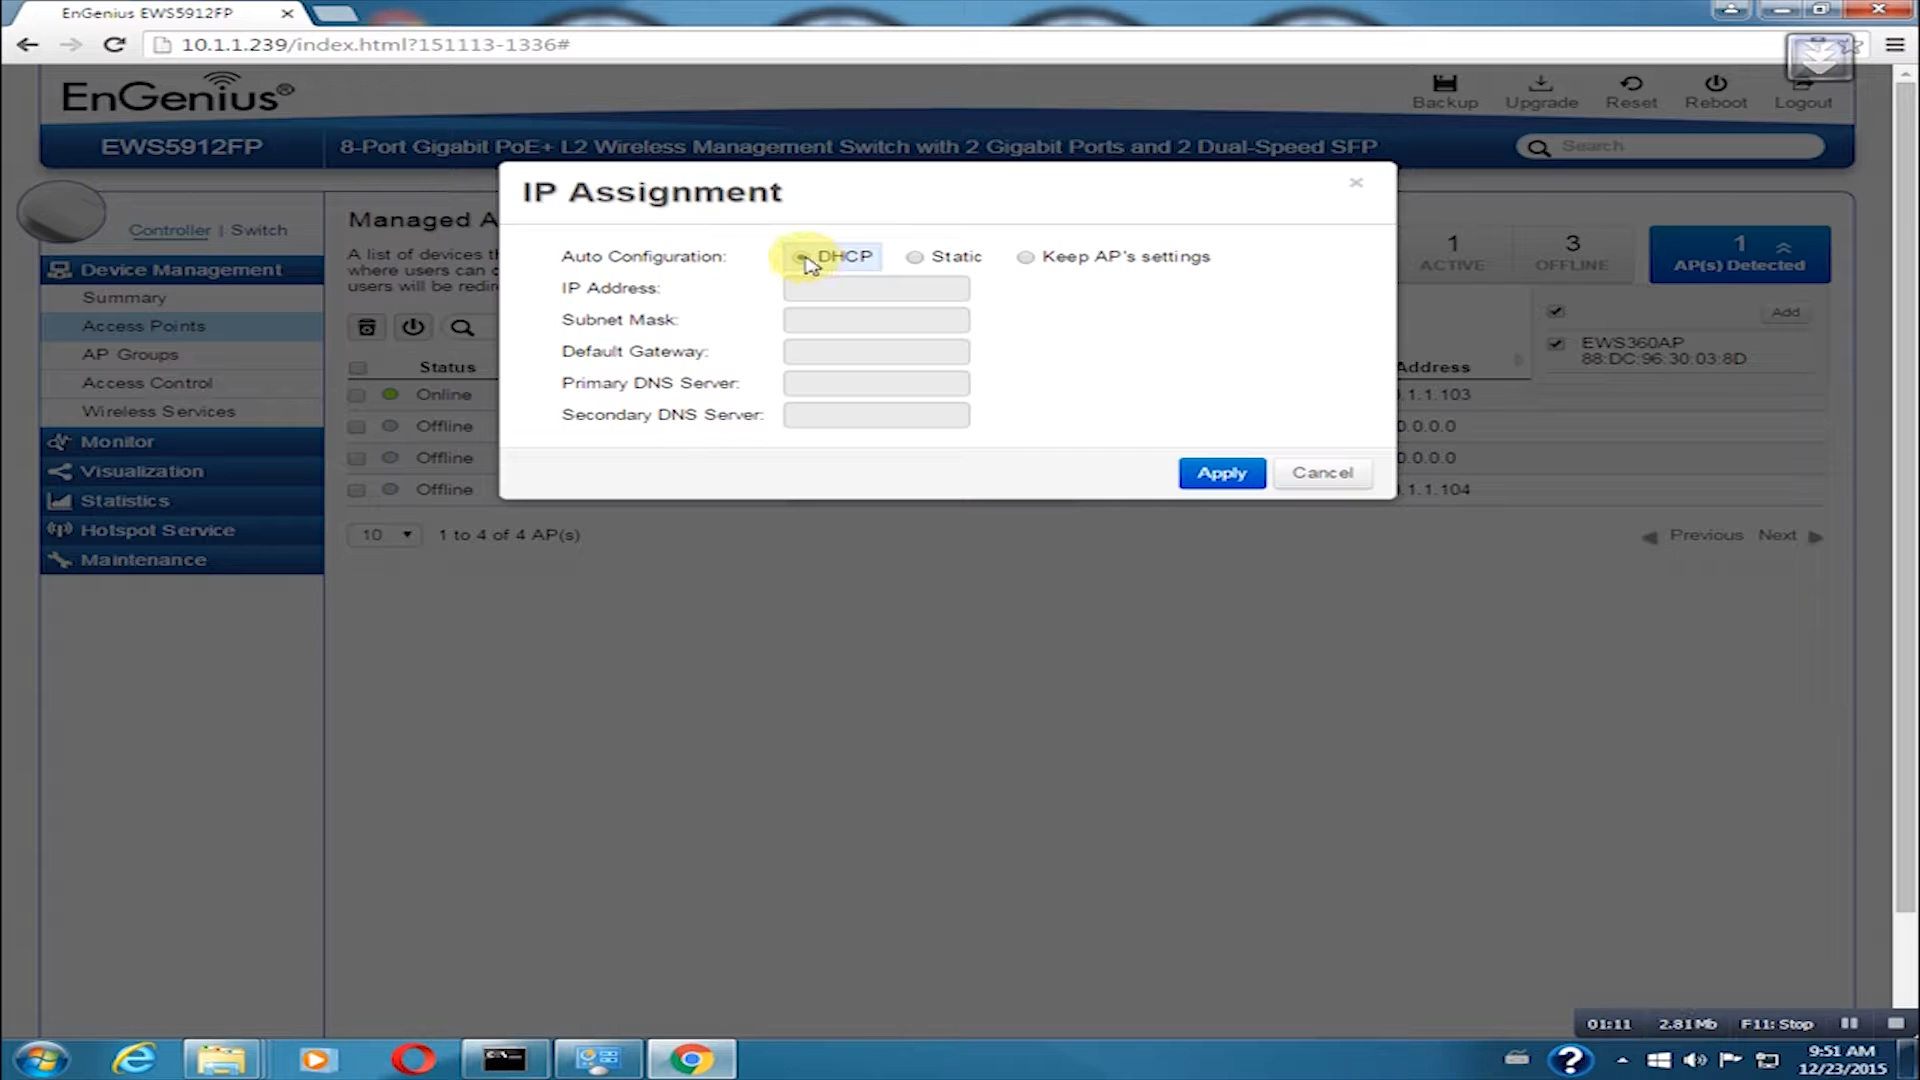 EnGenius EWS5912FP
10.1.1.239/index.html?151113-1336#
EnGenius®
Backup
Upgrade
Reset
Reboot
Logout
EWS5912FP
8-Port Gigabit PoE+ L2 Wireless Management Switch with 2 Gigabit Ports and 2 Dual-Speed SFP
Search
Controller | Switch
Device Management
Summary
Access Points
AP Groups
Access Control
Wireless Services
Monitor
Visualization
Statistics
Hotspot Service
Maintenance
Managed A
A list of devices t
where users can c
users will be redir
1
ACTIVE
3
OFFLINE
1
AP(s) Detected
Add
EWS360AP
88:DC:96:30:03:8D
Status
Address
Online
.1.1.103
Offline
0.0.0.0
Offline
0.0.0.0
Offline
.1.1.104
10
1 to 4 of 4 AP(s)
Previous
Next
IP Assignment
Auto Configuration:
DHCP
Static
Keep AP's settings
IP Address:
Subnet Mask:
Default Gateway:
Primary DNS Server:
Secondary DNS Server:
Apply
Cancel
01:11
2.81Mb
F11: Stop
9:51 AM
12/23/2015